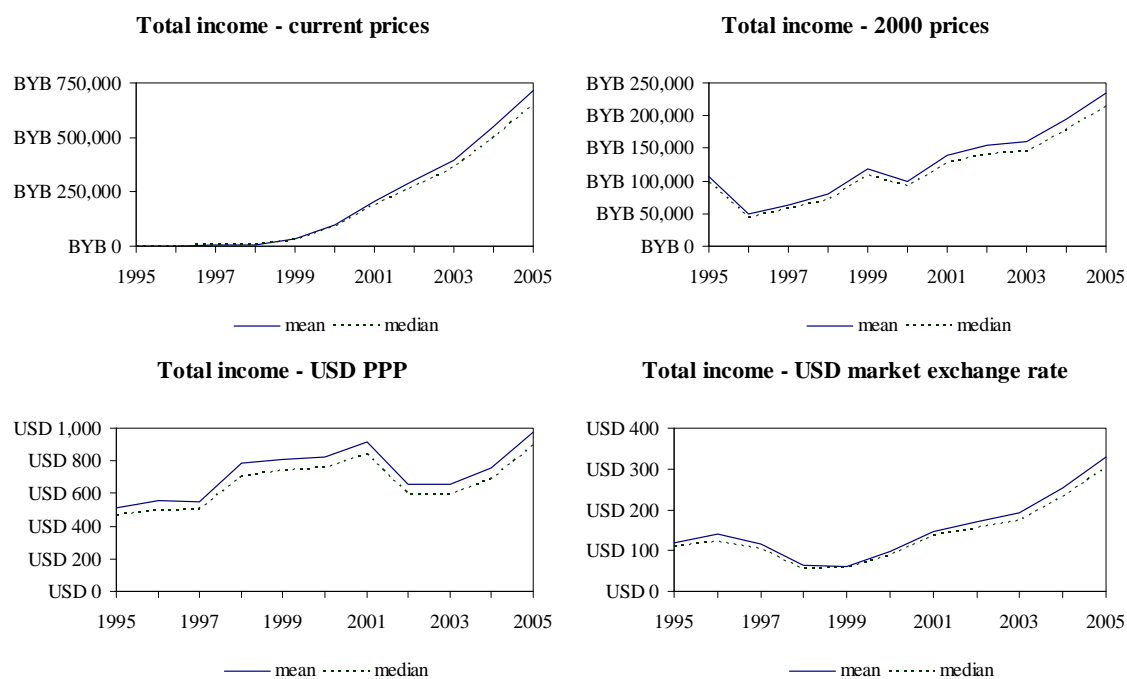 Total income - current prices
BYB 750,000
BYB 500,000
BYB 250,000
BYB 0
1995 1997 1999 2001 2003 2005
mean median
Total income - 2000 prices
BYB 250,000
BYB 200,000
BYB 150,000
BYB 100,000
BYB 50,000
BYB 0
1995 1997 1999 2001 2003 2005
mean median
Total income - USD PPP
USD 1,000
USD 800
USD 600
USD 400
USD 200
USD 0
1995 1997 1999 2001 2003 2005
mean median
Total income - USD market exchange rate
USD 400
USD 300
USD 200
USD 100
USD 0
1995 1997 1999 2001 2003 2005
mean median